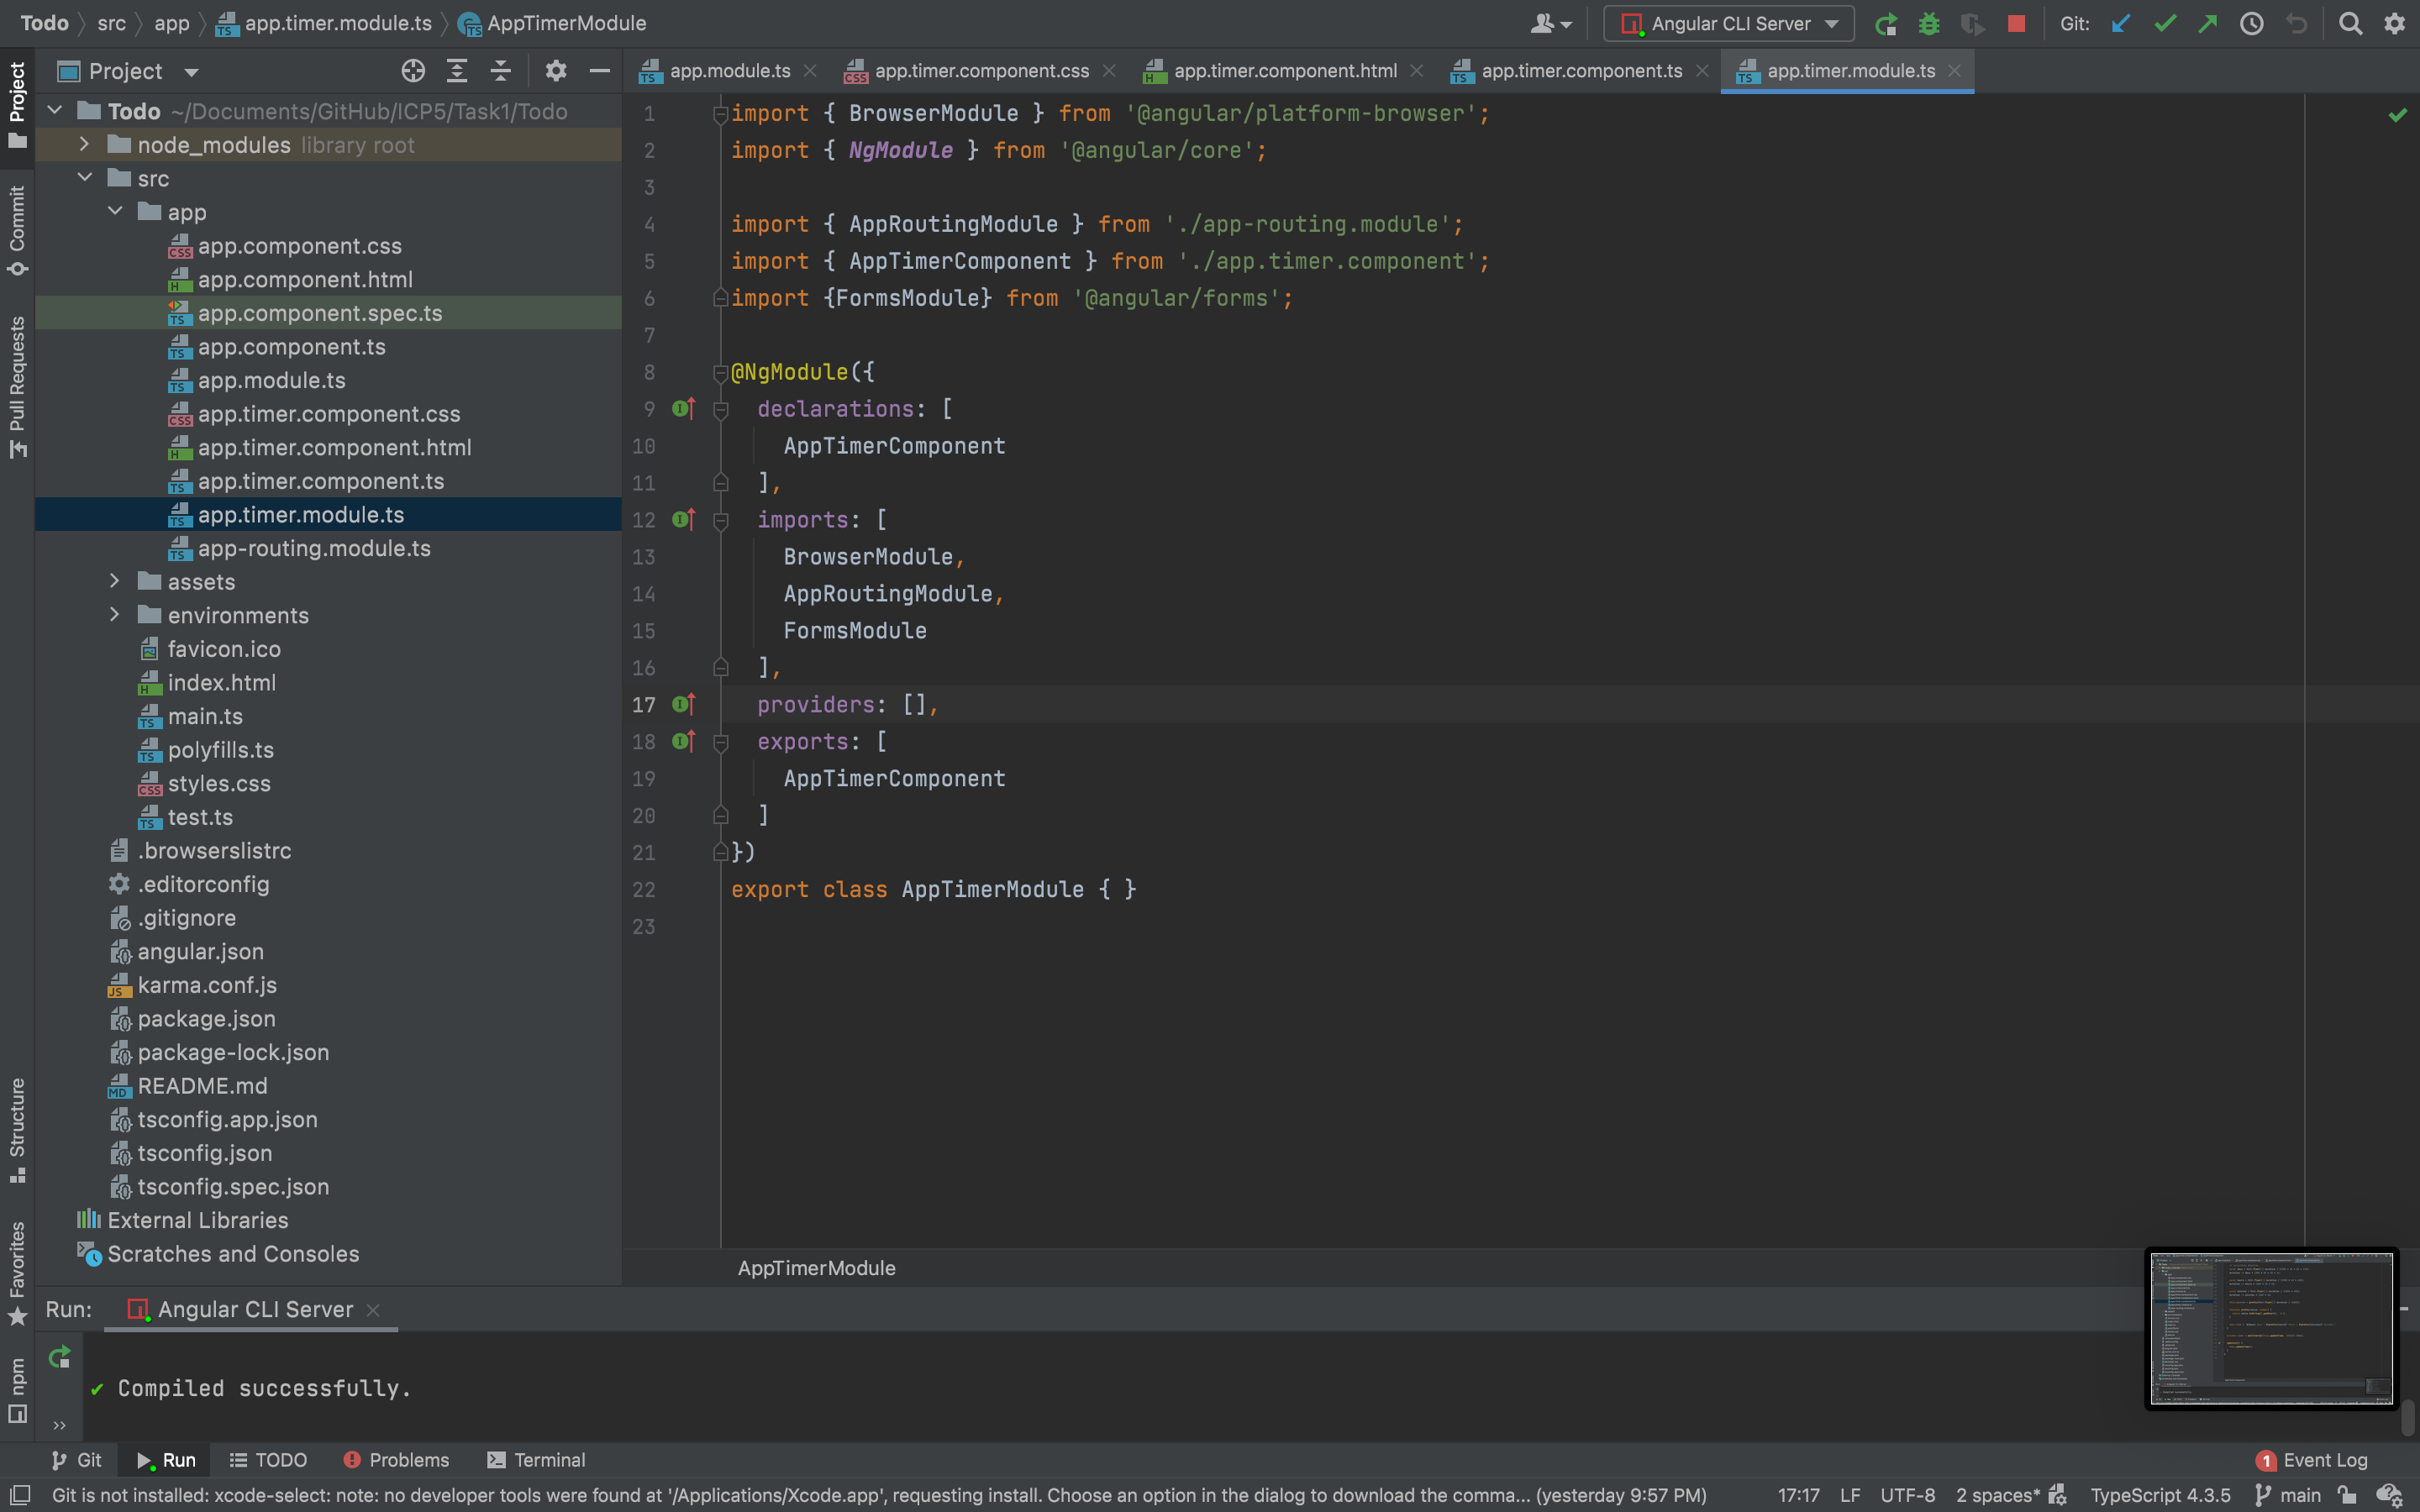 Todo src app app.timer.module.ts AppTimerModule
Angular CLI Server Git:
Project
app.module.ts app.timer.component.css app.timer.component.html app.timer.component.ts app.timer.module.ts
Project
Commit
Pull Requests
Structure
Favorites
npm
Todo ~/Documents/GitHub/ICP5/Task1/Todo
node_modules library root
src
app
app.component.css
app.component.html
app.component.spec.ts
app.component.ts
app.module.ts
app.timer.component.css
app.timer.component.html
app.timer.component.ts
app.timer.module.ts
app-routing.module.ts
assets
environments
favicon.ico
index.html
main.ts
polyfills.ts
styles.css
test.ts
.browserslistrc
.editorconfig
.gitignore
angular.json
karma.conf.js
package.json
package-lock.json
README.md
tsconfig.app.json
tsconfig.json
tsconfig.spec.json
External Libraries
Scratches and Consoles
1 import { BrowserModule } from '@angular/platform-browser';
2 import { NgModule } from '@angular/core';
3
4 import { AppRoutingModule } from './app-routing.module';
5 import { AppTimerComponent } from './app.timer.component';
6 import {FormsModule} from '@angular/forms';
7
8 @NgModule({
9 declarations: [
10 AppTimerComponent
11 ],
12 imports: [
13 BrowserModule,
14 AppRoutingModule,
15 FormsModule
16 ],
17 providers: [],
18 exports: [
19 AppTimerComponent
20 ]
21 })
22 export class AppTimerModule { }
23
AppTimerModule
Run: Angular CLI Server
✔ Compiled successfully.
Git Run TODO Problems Terminal 1 Event Log
Git is not installed: xcode-select: note: no developer tools were found at '/Applications/Xcode.app', requesting install. Choose an option in the dialog to download the comma... (yesterday 9:57 PM) 17:17 LF UTF-8 2 spaces* TypeScript 4.3.5 main